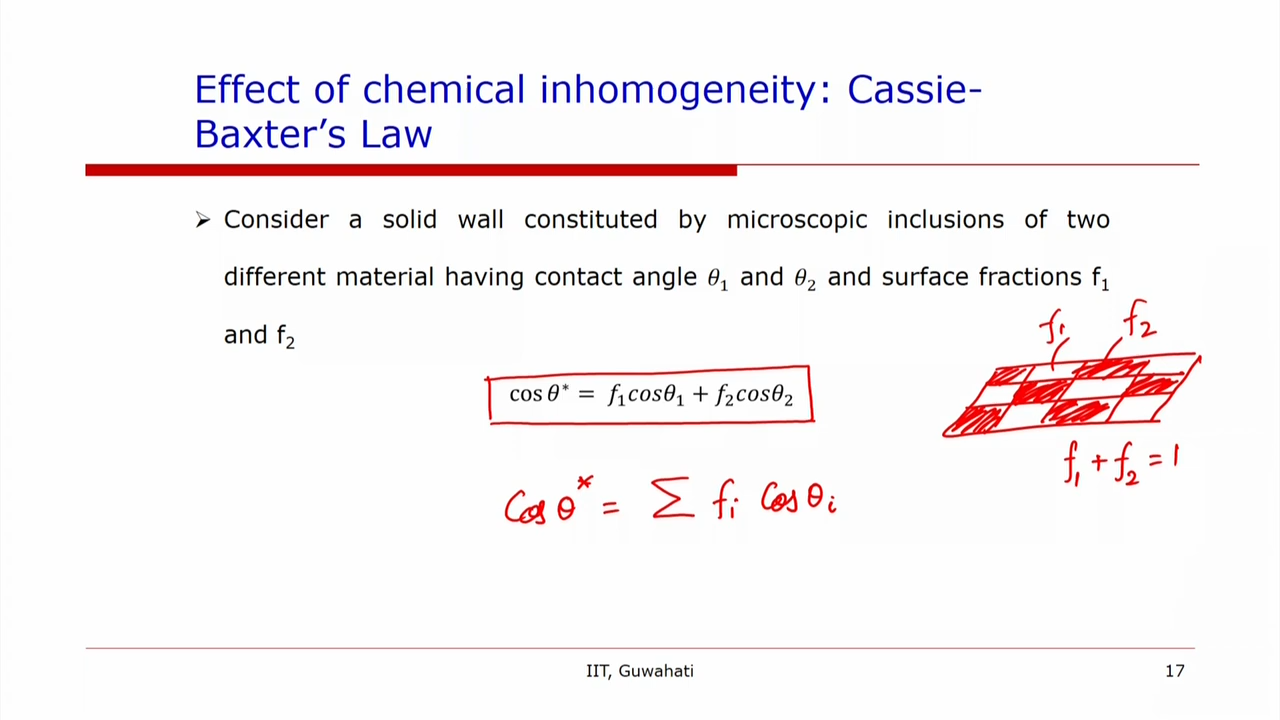 Effect of chemical inhomogeneity: Cassie-
Baxter’s Law
➢ Consider a solid wall constituted by microscopic inclusions of two
different material having contact angle θ₁ and θ₂ and surface fractions f₁
and f₂
f₁ f₂
cos θ* = f₁cosθ₁ + f₂cosθ₂
f₁ + f₂ = 1
Cos θ* = Σ fᵢ Cos θᵢ
IIT, Guwahati
17